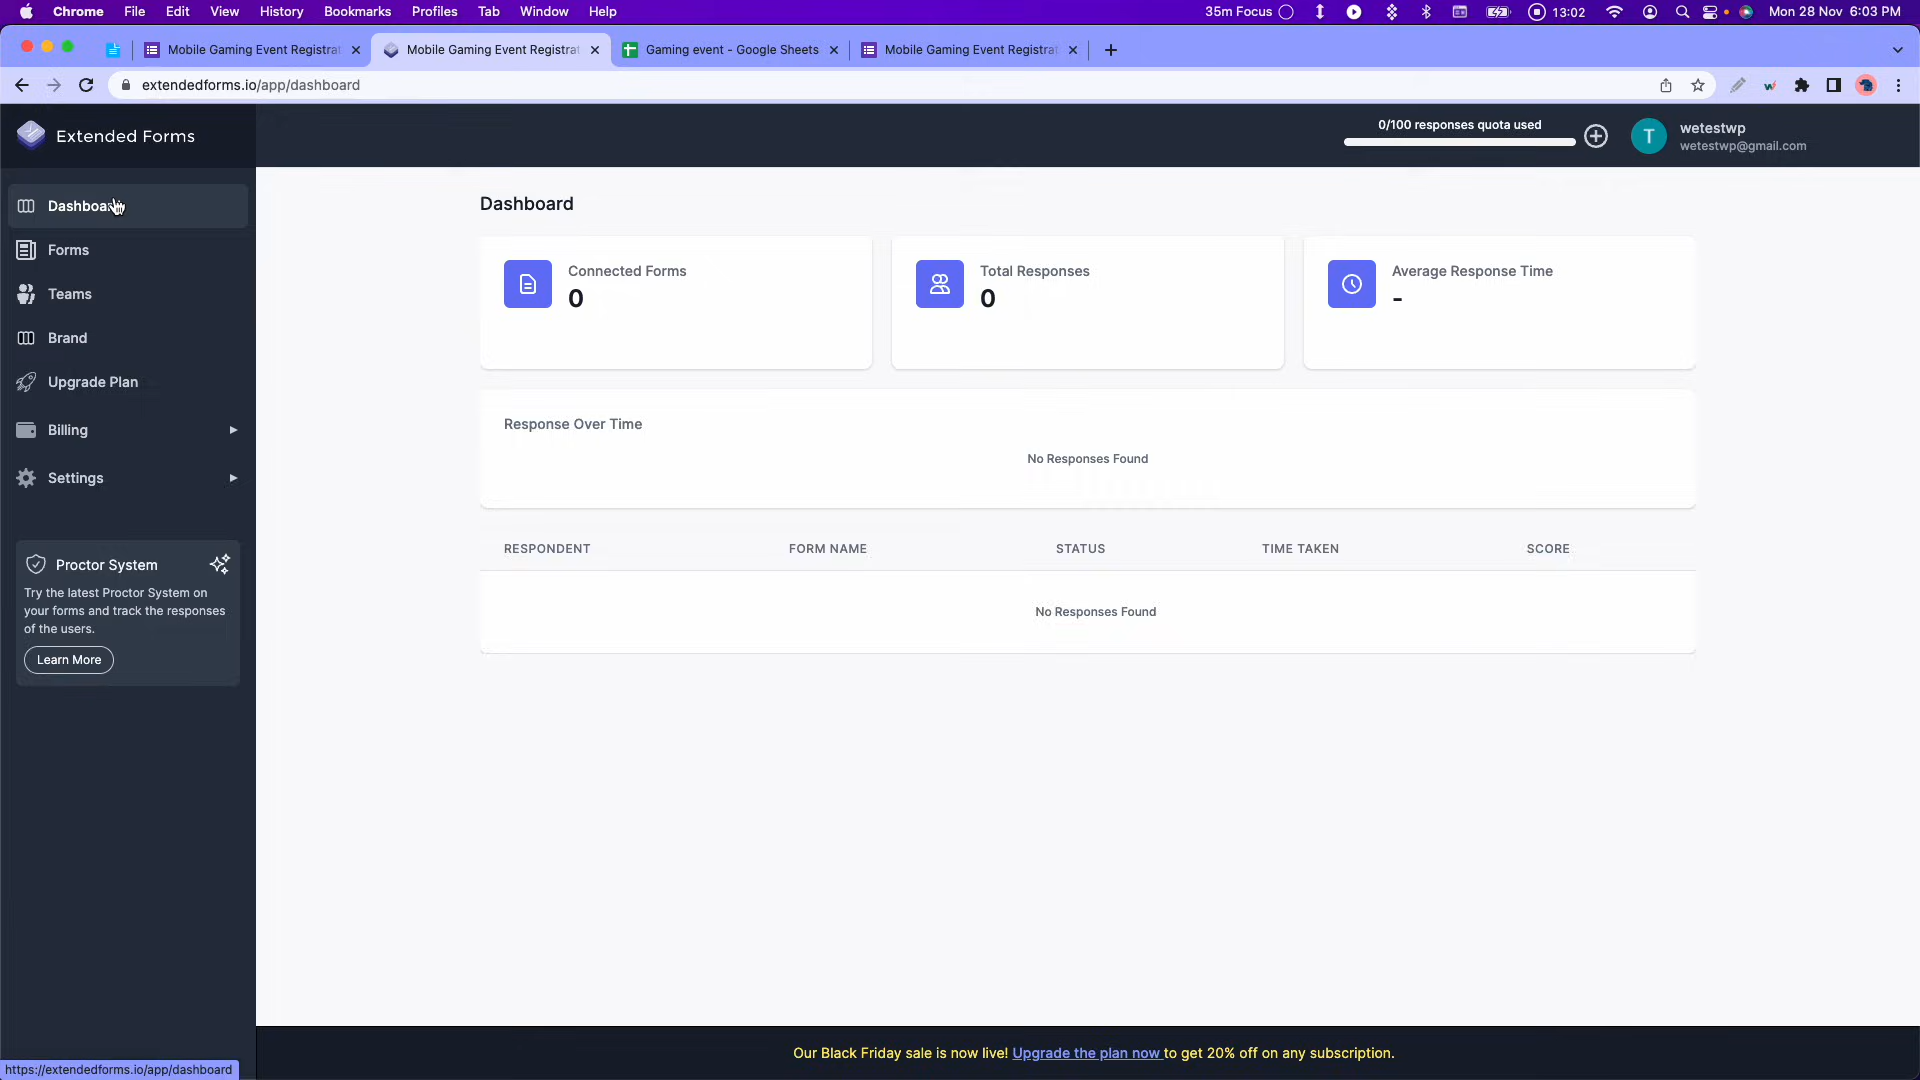 Chrome File Edit View History Bookmarks Profiles Tab Window Help 35m Focus 13:02 Mon 28 Nov 6:03 PM
Mobile Gaming Event Registrat Mobile Gaming Event Registrat Gaming event - Google Sheets Mobile Gaming Event Registrat
extendedforms.io/app/dashboard
Extended Forms
0/100 responses quota used
T
wetestwp
wetestwp@gmail.com
Dashboard
Forms
Teams
Brand
Upgrade Plan
Billing
Settings
Proctor System
Try the latest Proctor System on
your forms and track the responses
of the users.
Learn More
Dashboard
Connected Forms
0
Total Responses
0
Average Response Time
-
Response Over Time
No Responses Found
RESPONDENT FORM NAME STATUS TIME TAKEN SCORE
No Responses Found
Our Black Friday sale is now live! Upgrade the plan now to get 20% off on any subscription.
https://extendedforms.io/app/dashboard